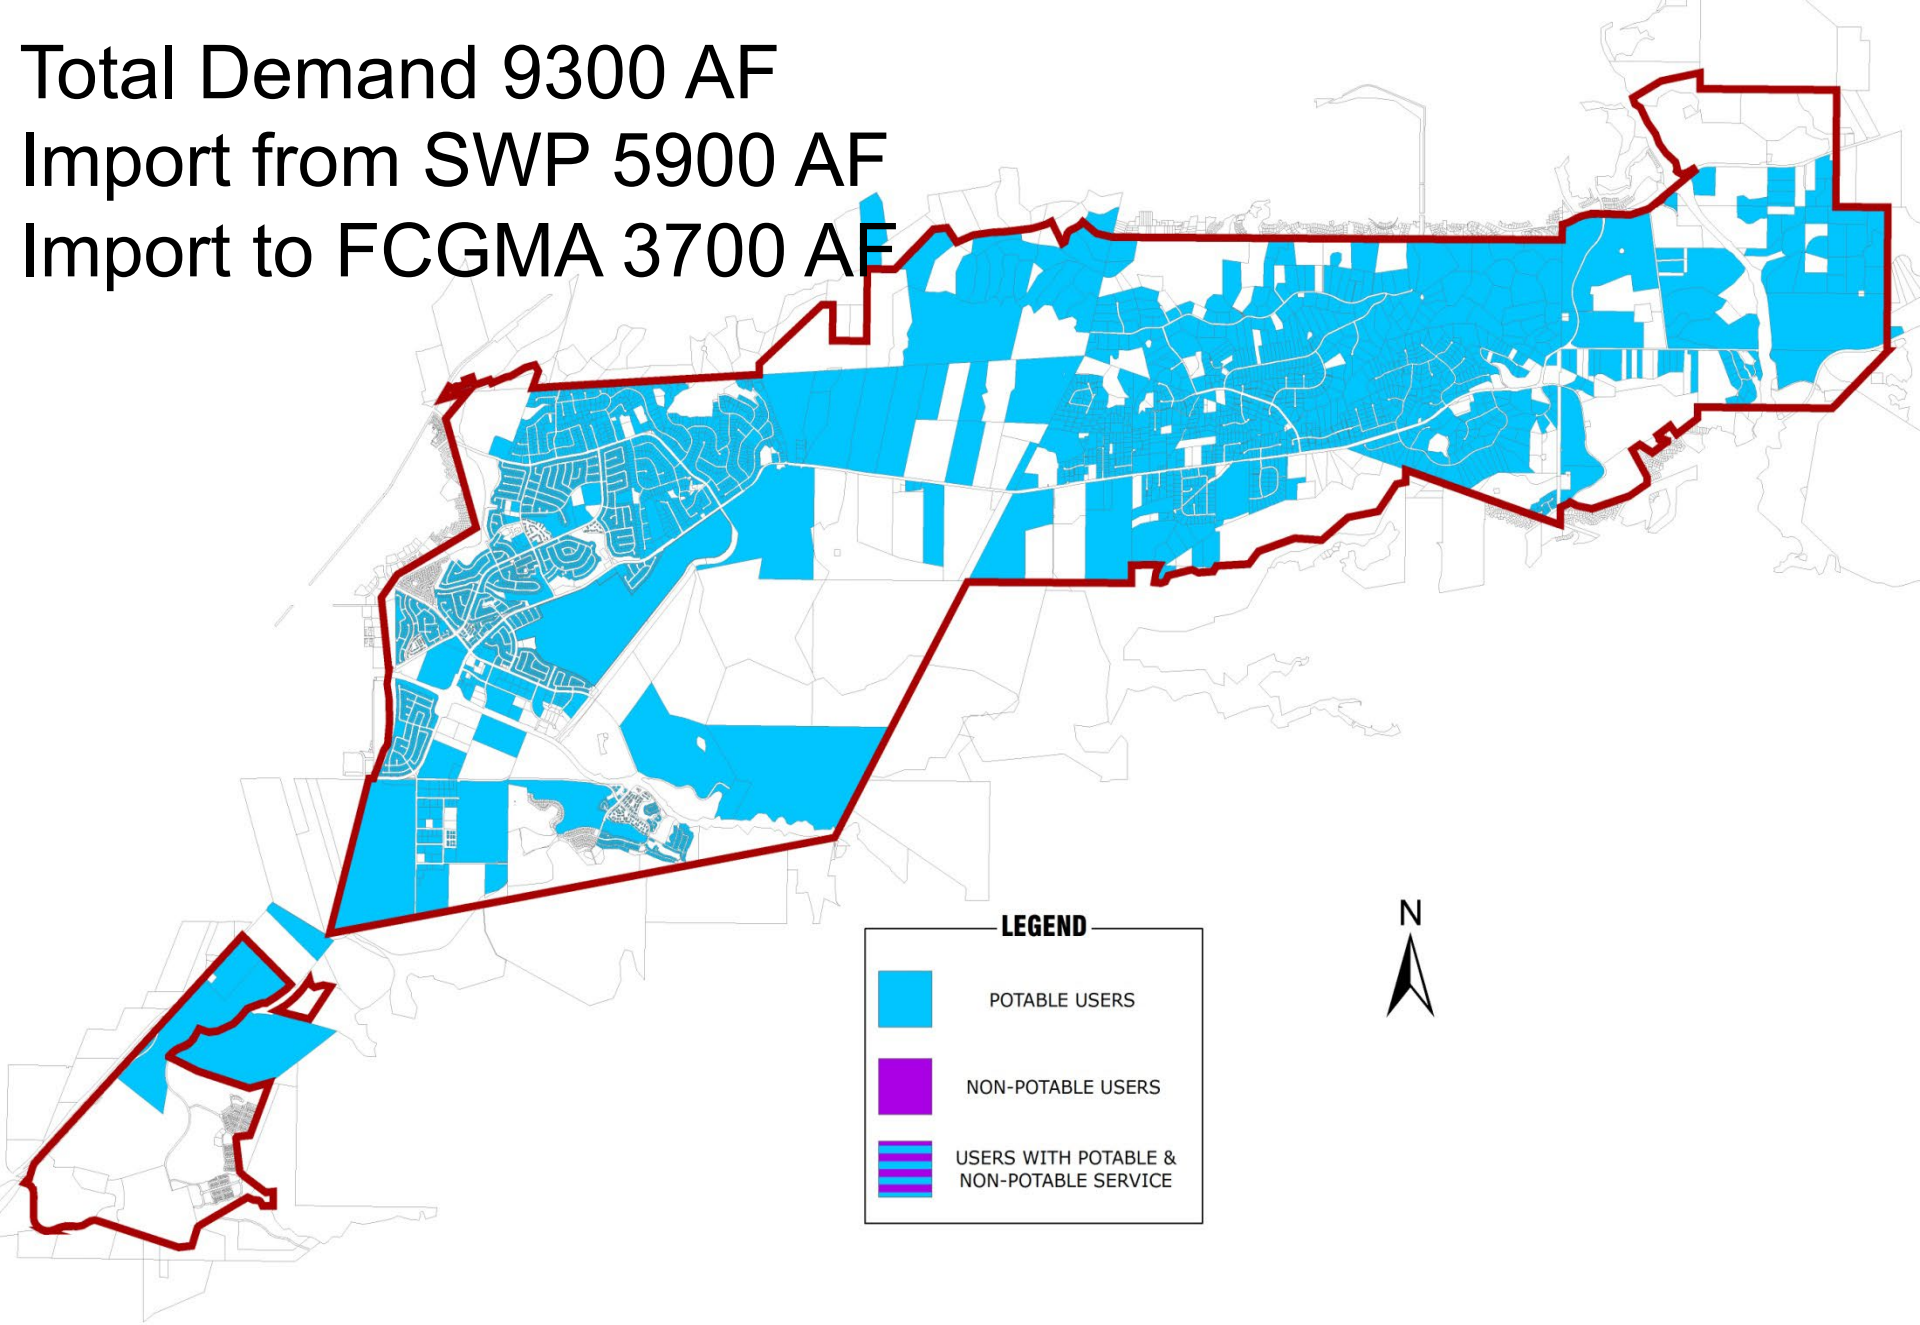 Total Demand 9300 AF
Import from SWP 5900 AF
Import to FCGMA 3700 AF
LEGEND
POTABLE USERS
NON-POTABLE USERS
USERS WITH POTABLE &
NON-POTABLE SERVICE
N